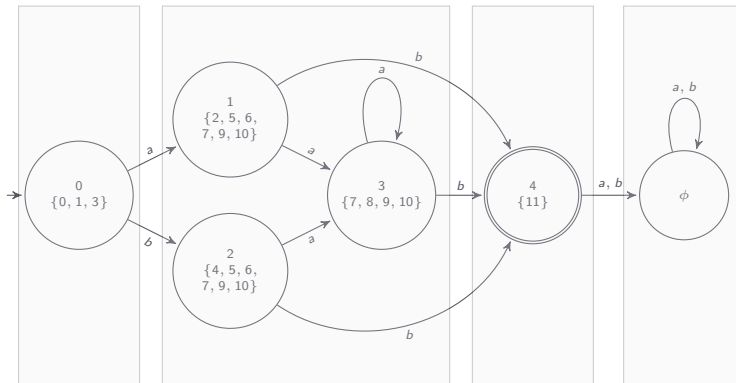 b
a
a, b
1
{2, 5, 6,
7, 9, 10}
a
a
0
{0, 1, 3}
3
{7, 8, 9, 10}
b
4
{11}
a, b
ϕ
b
a
2
{4, 5, 6,
7, 9, 10}
b